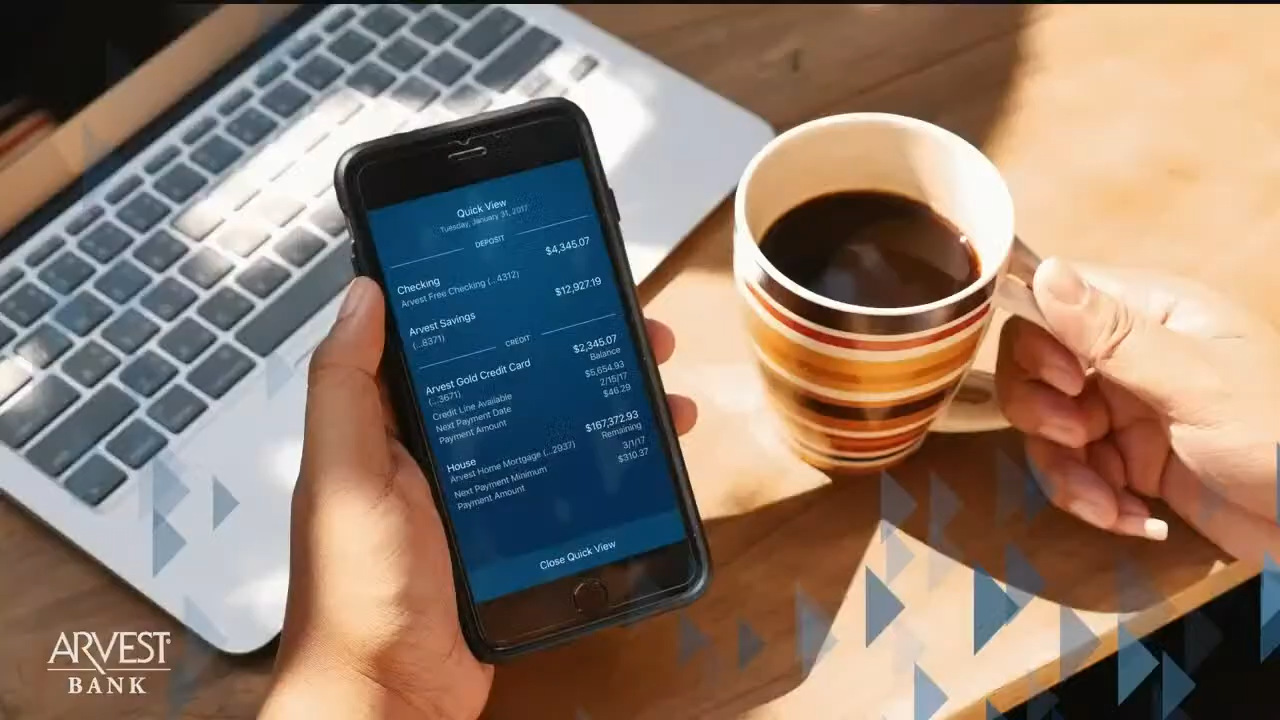 Quick View
Tuesday, January 31, 2017
DEPOSIT
Checking $4,345.07
Arvest Free Checking (...4312)
Arvest Savings $12,927.19
(...8371)
CREDIT
Arvest Gold Credit Card $2,345.07
(...3671) Balance
Credit Line Available $5,654.93
Next Payment Date 2/15/17
Payment Amount $46.29
House $167,372.93
Arvest Home Mortgage (...2937) Remaining
Next Payment Minimum 3/1/17
Payment Amount $310.37
Close Quick View
ARVEST
BANK